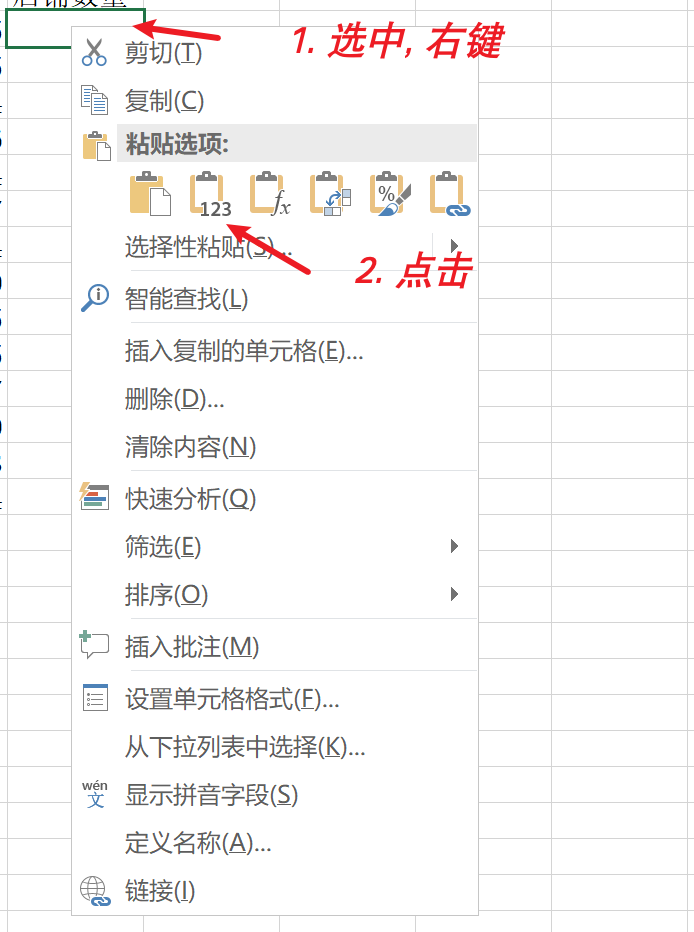 店铺数量
1. 选中, 右键
剪切(T)
复制(C)
粘贴选项:
123 fx %
选择性粘贴(S)...
2. 点击
智能查找(L)
插入复制的单元格(E)...
删除(D)...
清除内容(N)
快速分析(Q)
筛选(E)
排序(O)
插入批注(M)
设置单元格格式(F)...
从下拉列表中选择(K)...
wén
文
显示拼音字段(S)
定义名称(A)...
链接(I)